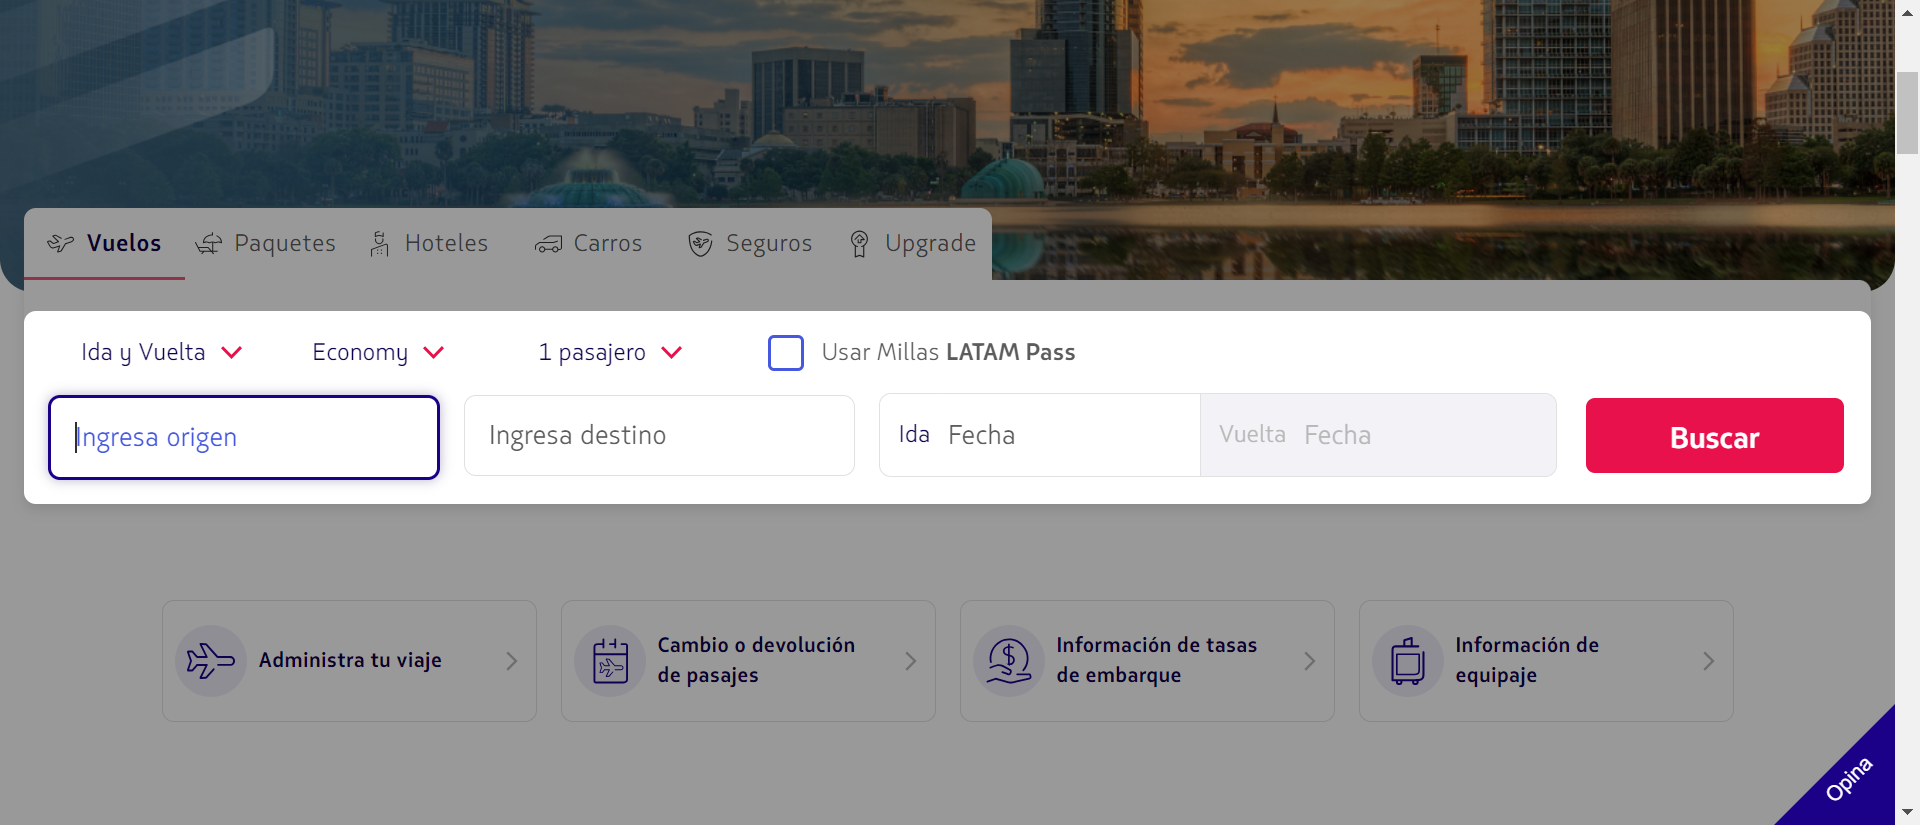 Vuelos Paquetes Hoteles Carros Seguros Upgrade
Ida y Vuelta Economy 1 pasajero Usar Millas LATAM Pass
Ingresa origen Ingresa destino Ida Fecha Vuelta Fecha Buscar
Administra tu viaje
Cambio o devolución
de pasajes
Información de tasas
de embarque
Información de
equipaje
Opina